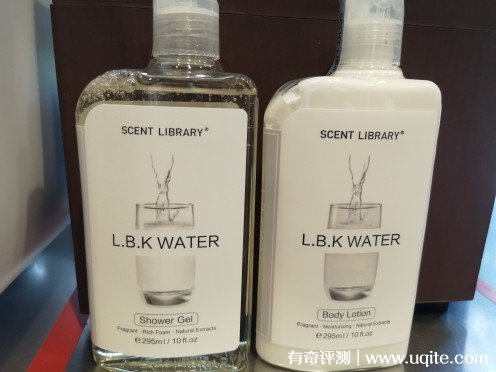 SCENT LIBRARY®
L.B.K WATER
Shower Gel
Fragrant · Rich Foam · Natural Extracts
℮295ml / 10 fl.oz
SCENT LIBRARY®
L.B.K WATER
Body Lotion
Fragrant · Moisturizing · Natural Extracts
℮295ml / 10 fl.oz
有奇评测｜www.uqite.com